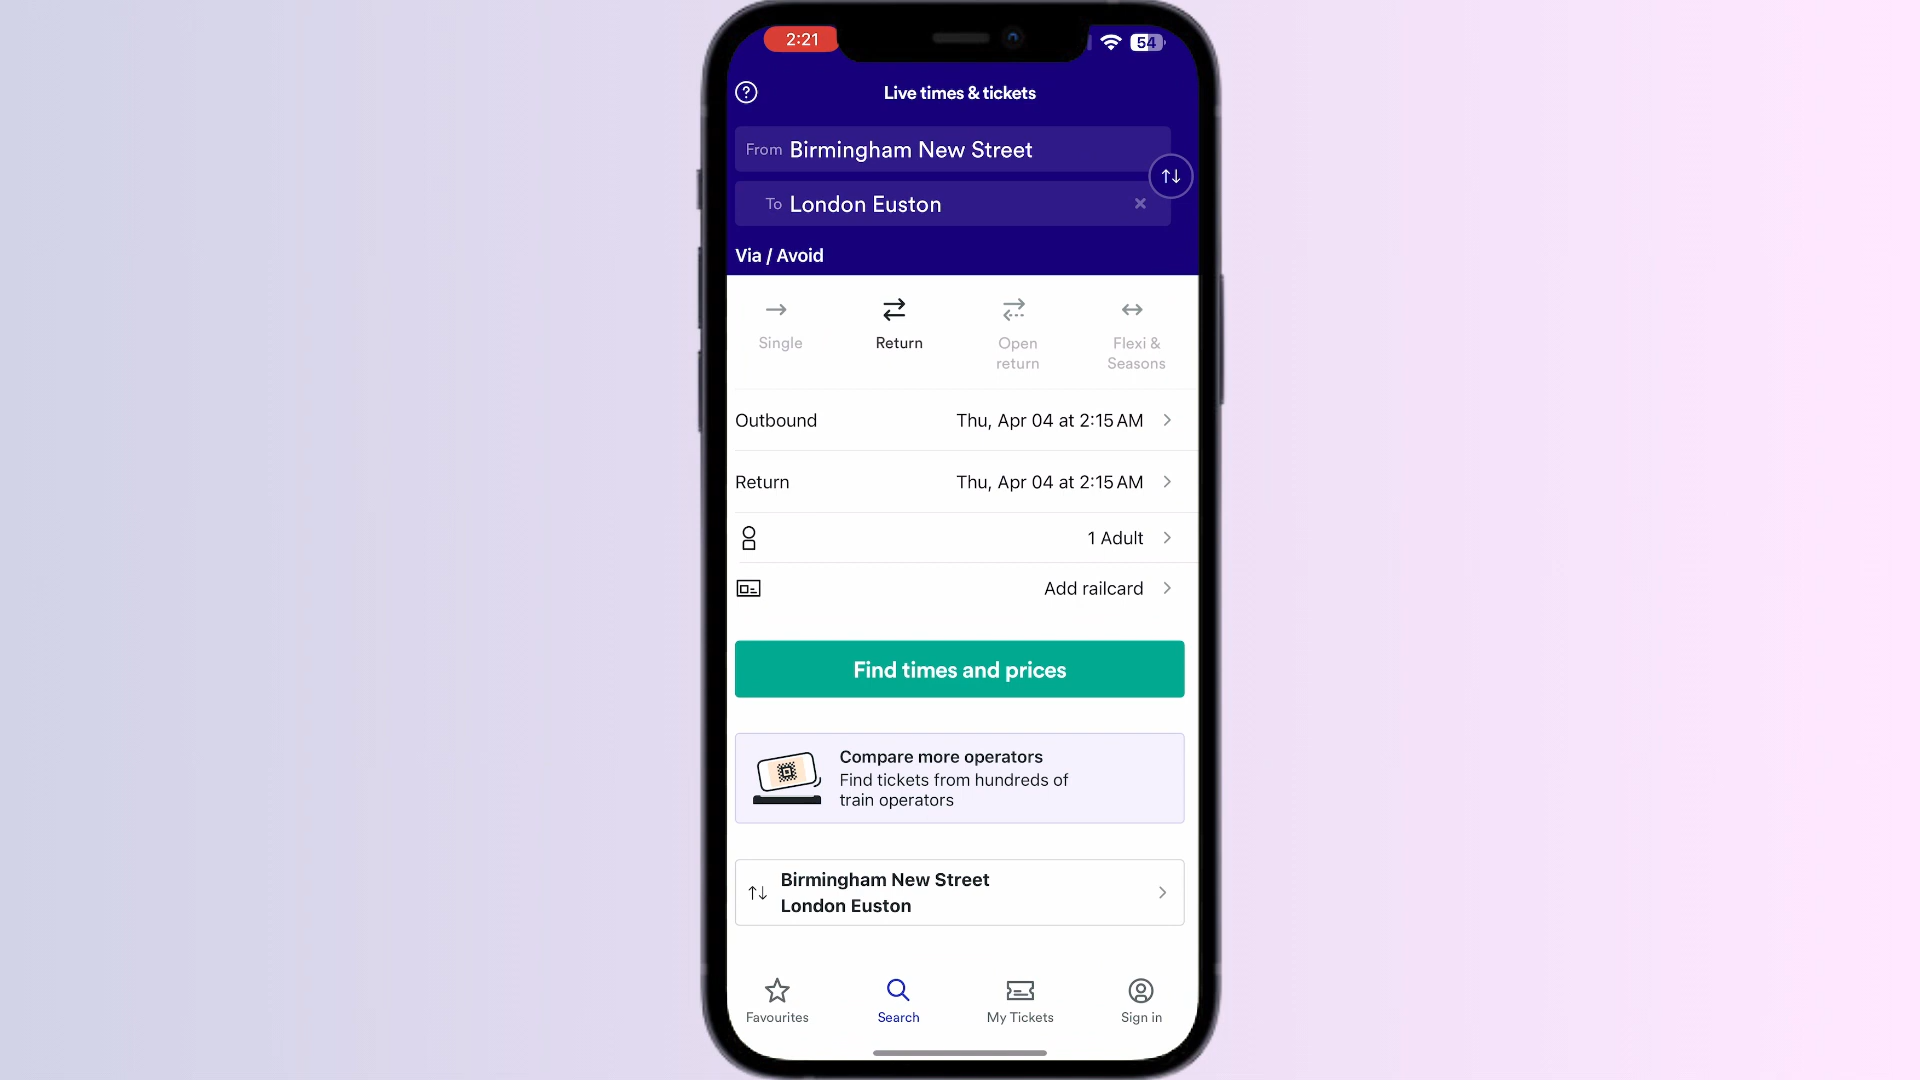 2:21
54
Live times & tickets
From Birmingham New Street
To London Euston
Via / Avoid
Single
Return
Open
return
Flexi &
Seasons
Outbound Thu, Apr 04 at 2:15 AM
Return Thu, Apr 04 at 2:15 AM
1 Adult
Add railcard
Find times and prices
Compare more operators
Find tickets from hundreds of
train operators
Birmingham New Street
London Euston
Favourites
Search
My Tickets
Sign in